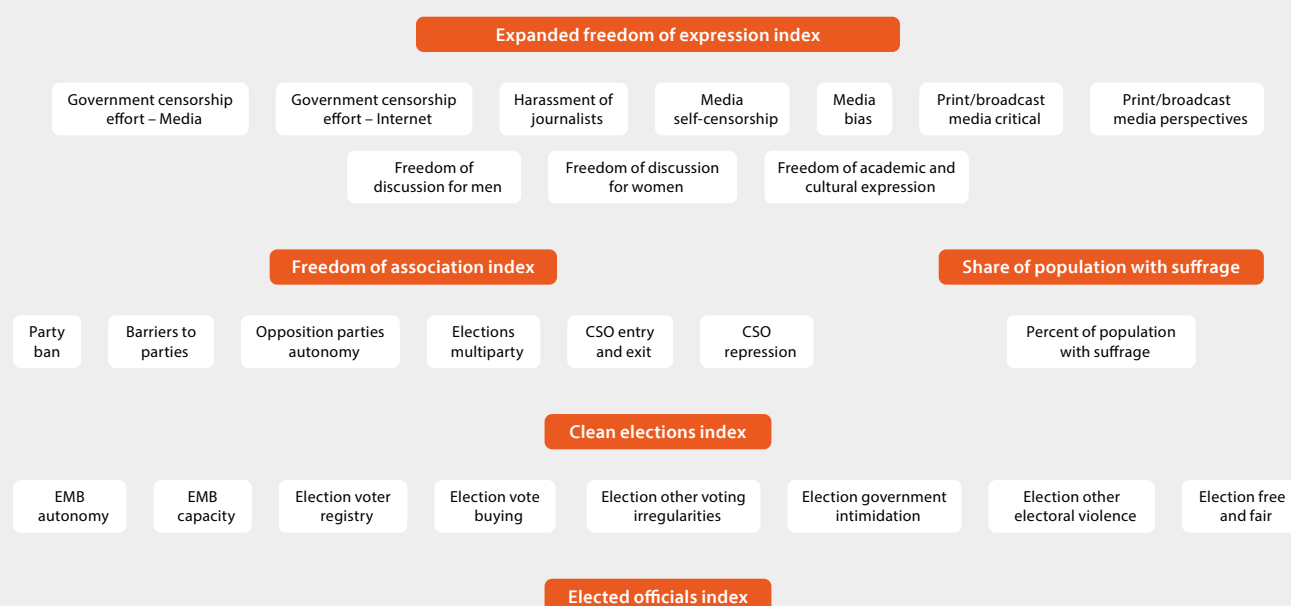 Expanded freedom of expression index
Government censorship
effort – Media
Government censorship
effort – Internet
Harassment of
journalists
Media
self-censorship
Media
bias
Print/broadcast
media critical
Print/broadcast
media perspectives
Freedom of
discussion for men
Freedom of discussion
for women
Freedom of academic and
cultural expression
Freedom of association index
Share of population with suffrage
Party
ban
Barriers to
parties
Opposition parties
autonomy
Elections
multiparty
CSO entry
and exit
CSO
repression
Percent of population
with suffrage
Clean elections index
EMB
autonomy
EMB
capacity
Election voter
registry
Election vote
buying
Election other voting
irregularities
Election government
intimidation
Election other
electoral violence
Election free
and fair
Elected officials index